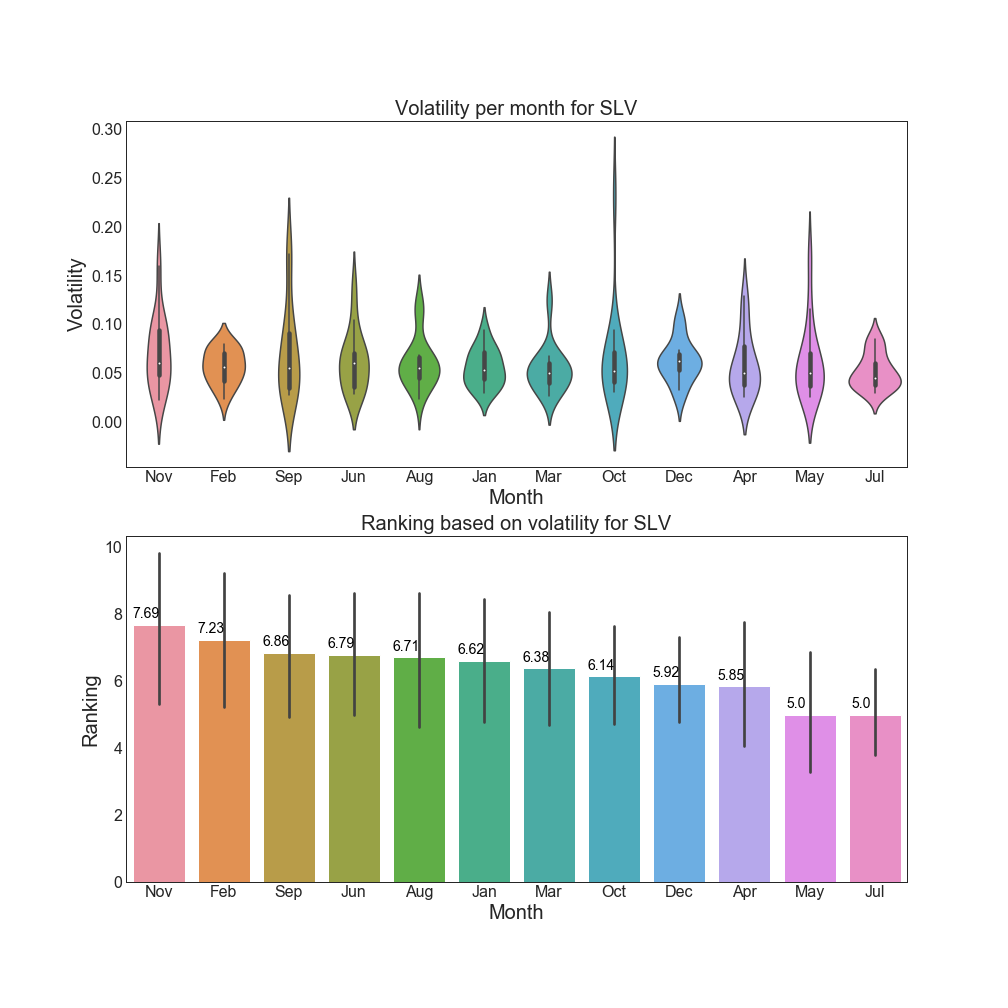 Volatility per month for SLV
0.30
0.25
0.20
0.15
0.10
0.05
0.00
Volatility
Nov Feb Sep Jun Aug Jan Mar Oct Dec Apr May Jul
Month
Ranking based on volatility for SLV
10
8
6
4
2
0
Ranking
7.69 7.23 6.86 6.79 6.71 6.62 6.38 6.14 5.92 5.85 5.0 5.0
Nov Feb Sep Jun Aug Jan Mar Oct Dec Apr May Jul
Month